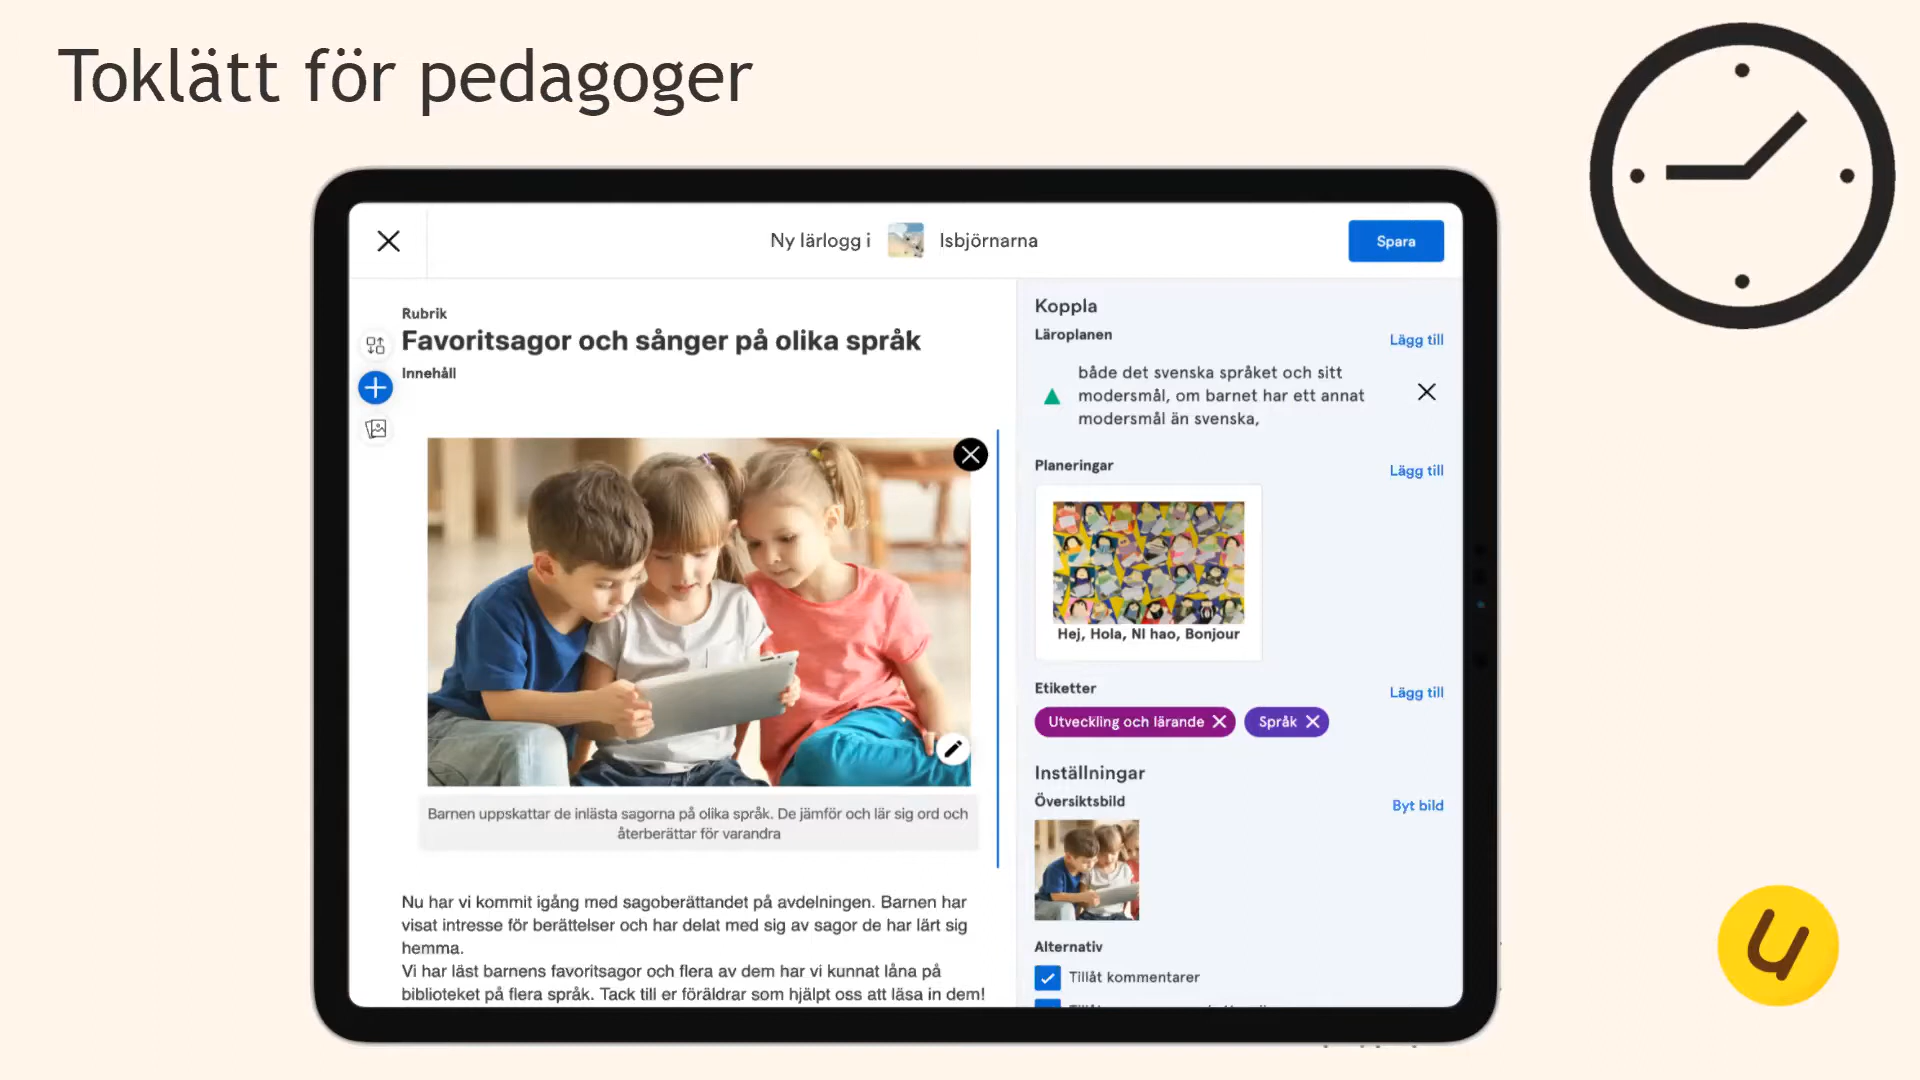 Toklätt för pedagoger
Ny lärlogg i Isbjörnarna
Spara
Rubrik
Favoritsagor och sånger på olika språk
Innehåll
Barnen uppskattar de inlästa sagorna på olika språk. De jämför och lär sig ord och
återberättar för varandra
Nu har vi kommit igång med sagoberättandet på avdelningen. Barnen har
visat intresse för berättelser och har delat med sig av sagor de har lärt sig
hemma.
Vi har läst barnens favoritsagor och flera av dem har vi kunnat låna på
biblioteket på flera språk. Tack till er föräldrar som hjälpt oss att läsa in dem!
Koppla
Läroplanen
Lägg till
både det svenska språket och sitt
modersmål, om barnet har ett annat
modersmål än svenska,
Planeringar
Lägg till
Hej, Hola, NI hao, Bonjour
Etiketter
Lägg till
Utveckling och lärande
Språk
Inställningar
Översiktsbild
Byt bild
Alternativ
Tillåt kommentarer